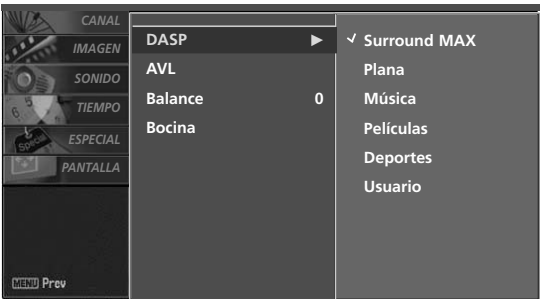 CANAL
IMAGEN
SONIDO
TIEMPO
ESPECIAL
PANTALLA
MENU Prev
DASP ▶
AVL
Balance 0
Bocina
✓ Surround MAX
Plana
Música
Películas
Deportes
Usuario